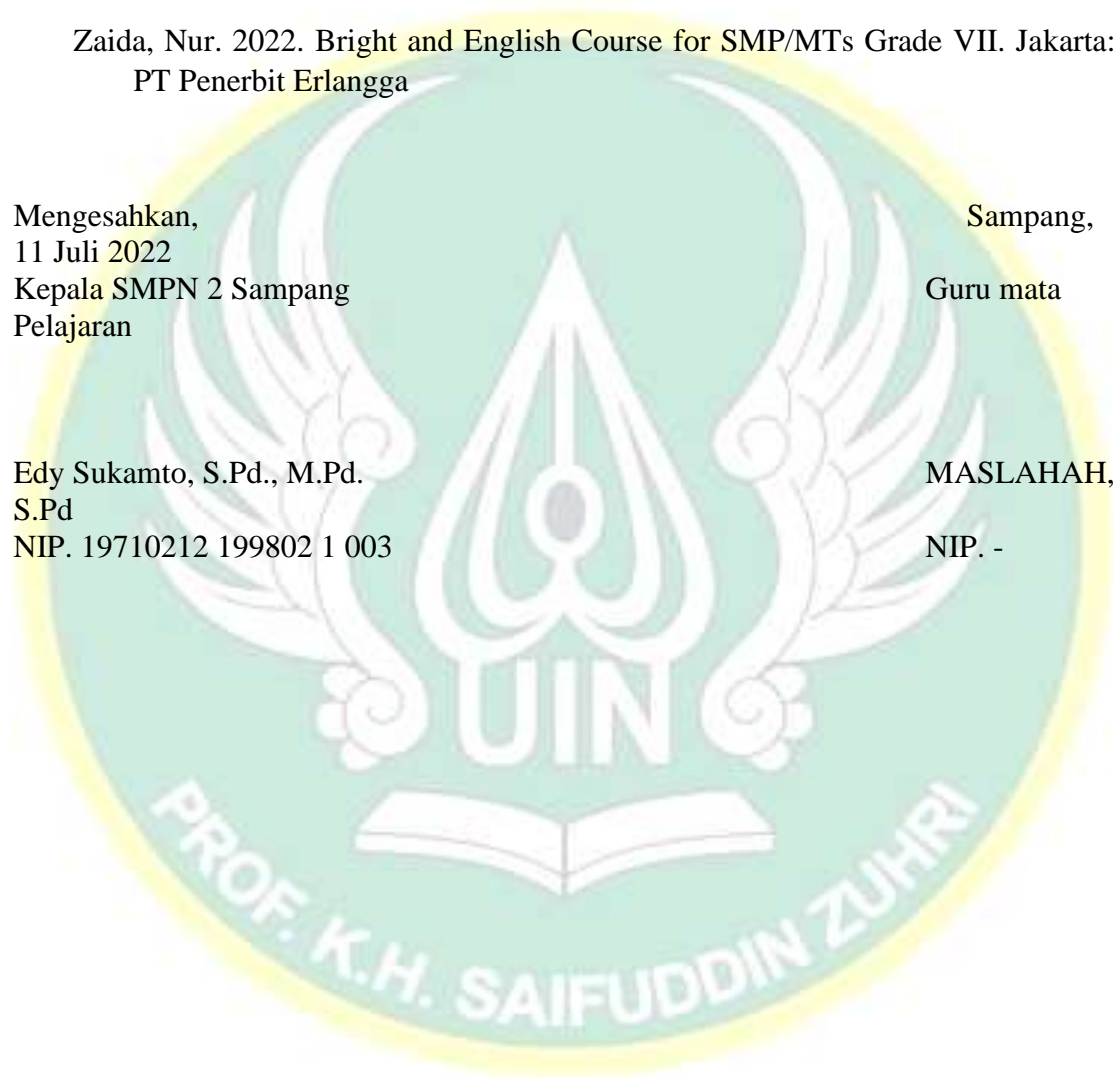 Zaida, Nur. 2022. Bright and English Course for SMP/MTs Grade VII. Jakarta:
PT Penerbit Erlangga
Mengesahkan, Sampang,
11 Juli 2022
Kepala SMPN 2 Sampang Guru mata
Pelajaran
Edy Sukamto, S.Pd., M.Pd. MASLAHAH,
S.Pd
NIP. 19710212 199802 1 003 NIP. -
UIN
PROF. K.H. SAIFUDDIN ZUHRI